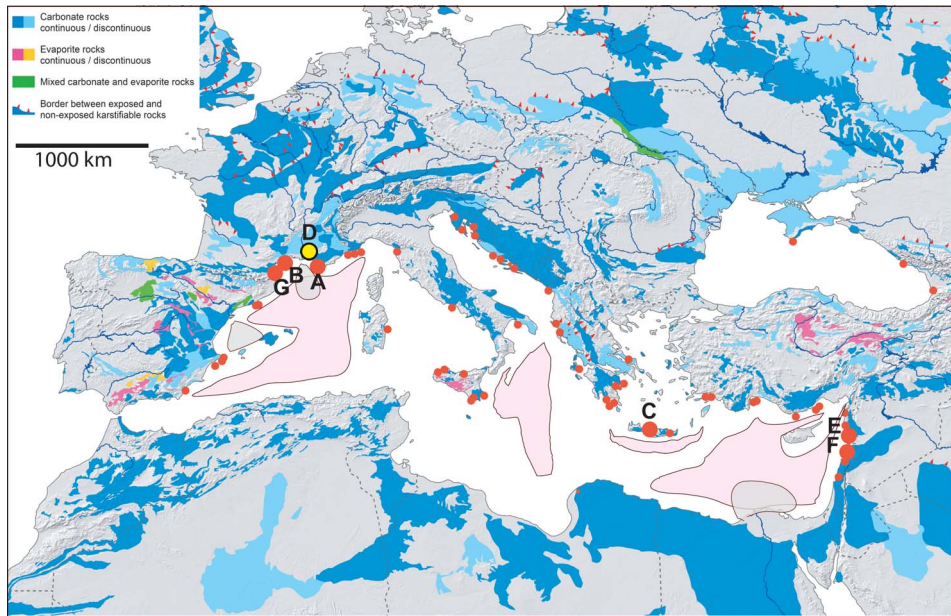 Carbonate rocks
continuous / discontinuous
Evaporite rocks
continuous / discontinuous
Mixed carbonate and evaporite rocks
Border between exposed and
non-exposed karstifiable rocks
1000 km
D
B
G
A
C
E
F